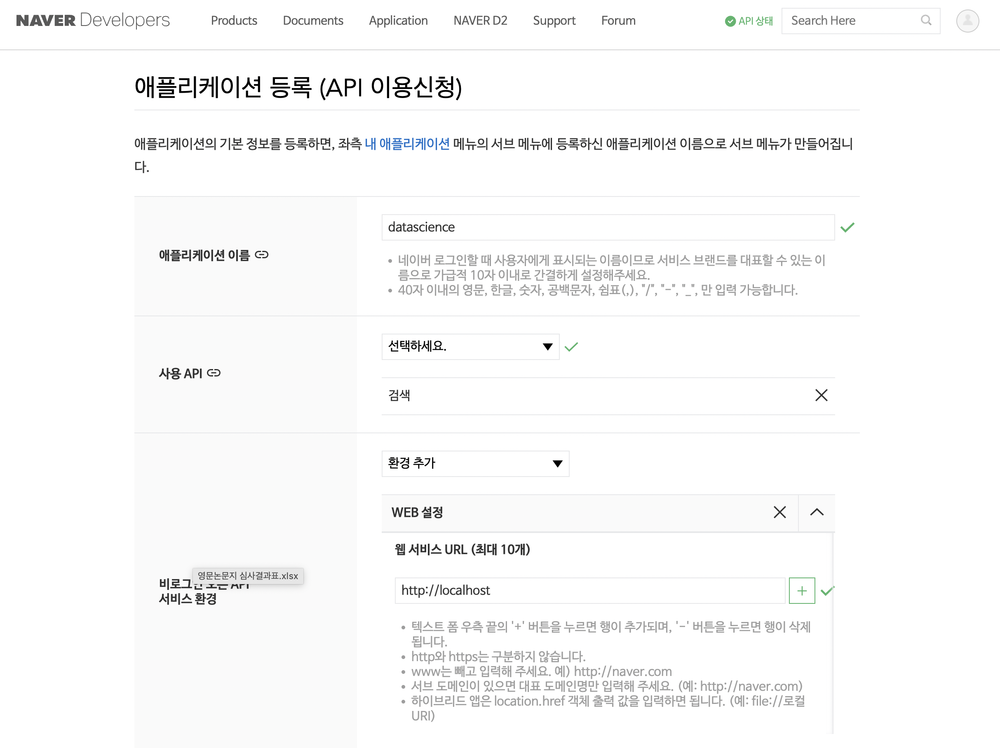 NAVER Developers
Products
Documents
Application
NAVER D2
Support
Forum
API 상태
Search Here
애플리케이션 등록 (API 이용신청)
애플리케이션의 기본 정보를 등록하면, 좌측 내 애플리케이션 메뉴의 서브 메뉴에 등록하신 애플리케이션 이름으로 서브 메뉴가 만들어집니
다.
애플리케이션 이름
datascience
• 네이버 로그인할 때 사용자에게 표시되는 이름이므로 서비스 브랜드를 대표할 수 있는 이
름으로 가급적 10자 이내로 간결하게 설정해주세요.
• 40자 이내의 영문, 한글, 숫자, 공백문자, 쉼표(,), "/", "-", "_", 만 입력 가능합니다.
사용 API
선택하세요.
검색
환경 추가
WEB 설정
웹 서비스 URL (최대 10개)
영문논문지 심사결과표.xlsx
비로그인 오픈 API
서비스 환경
http://localhost
• 텍스트 폼 우측 끝의 '+' 버튼을 누르면 행이 추가되며, '-' 버튼을 누르면 행이 삭제
됩니다.
• http와 https는 구분하지 않습니다.
• www는 빼고 입력해 주세요. 예) http://naver.com
• 서브 도메인이 있으면 대표 도메인명만 입력해 주세요. (예: http://naver.com)
• 하이브리드 앱은 location.href 객체 출력 값을 입력하면 됩니다. (예: file://로컬
URI)